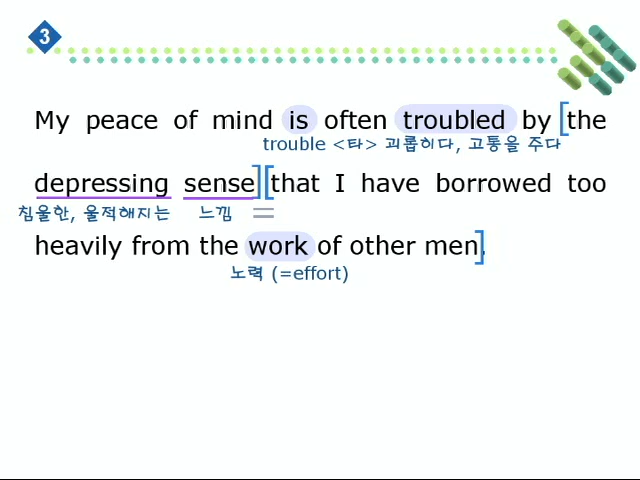 3
My peace of mind is often troubled by [the
trouble <타> 괴롭히다, 고통을 주다
depressing sense] [that I have borrowed too
침울한, 울적해지는 느낌 =
heavily from the work of other men].
노력 (=effort)